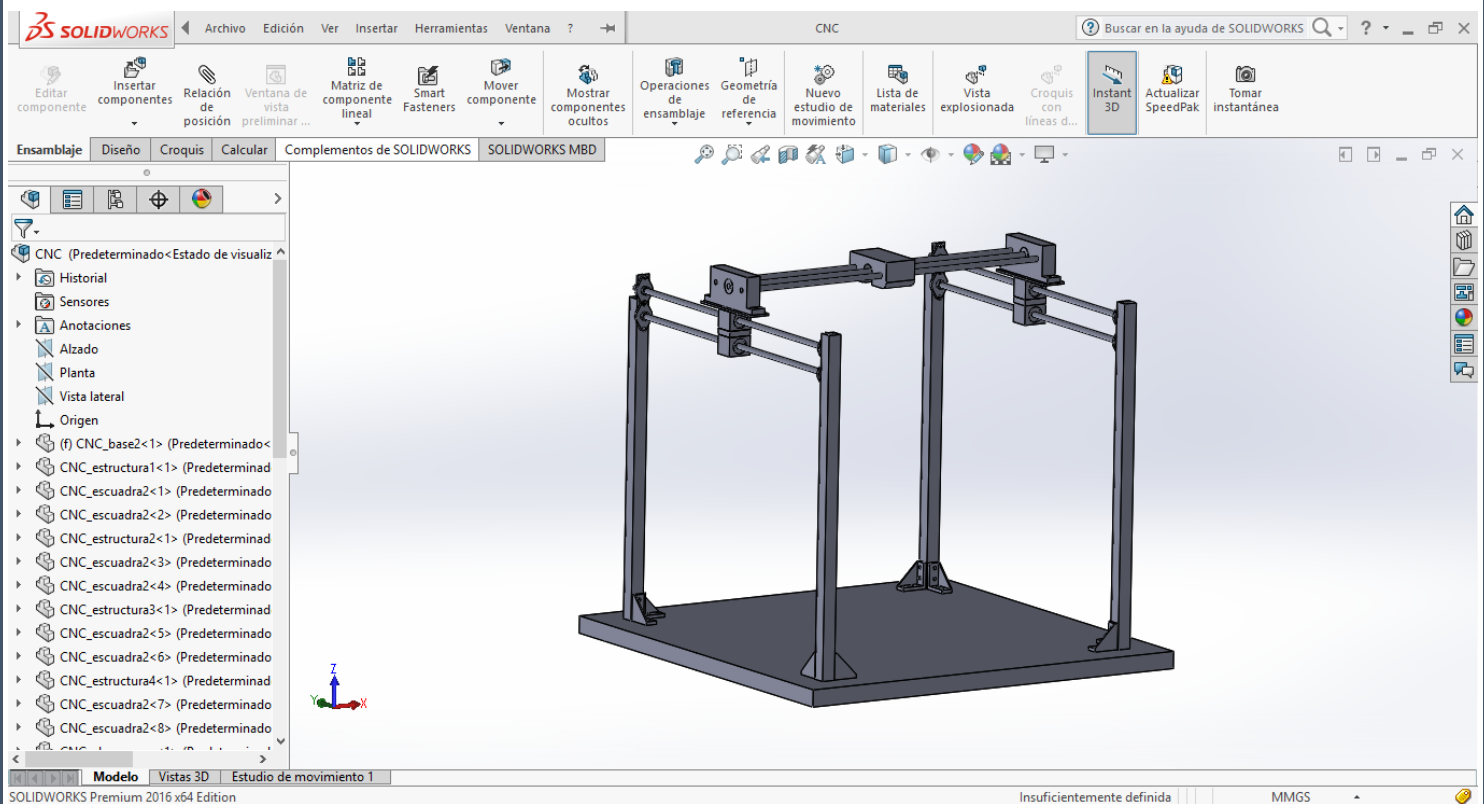 SOLIDWORKS
Archivo Edición Ver Insertar Herramientas Ventana ?
CNC
Buscar en la ayuda de SOLIDWORKS
?
Editar componente
Insertar componentes
Relación de posición
Ventana de vista preliminar ...
Matriz de componente lineal
Smart Fasteners
Mover componente
Mostrar componentes ocultos
Operaciones de ensamblaje
Geometría de referencia
Nuevo estudio de movimiento
Lista de materiales
Vista explosionada
Croquis con líneas d...
Instant 3D
Actualizar SpeedPak
Tomar instantánea
Ensamblaje Diseño Croquis Calcular Complementos de SOLIDWORKS SOLIDWORKS MBD
CNC (Predeterminado<Estado de visualiz
Historial
Sensores
Anotaciones
Alzado
Planta
Vista lateral
Origen
(f) CNC_base2<1> (Predeterminado<
CNC_estructura1<1> (Predeterminad
CNC_escuadra2<1> (Predeterminado
CNC_escuadra2<2> (Predeterminado
CNC_estructura2<1> (Predeterminad
CNC_escuadra2<3> (Predeterminado
CNC_escuadra2<4> (Predeterminado
CNC_estructura3<1> (Predeterminad
CNC_escuadra2<5> (Predeterminado
CNC_escuadra2<6> (Predeterminado
CNC_estructura4<1> (Predeterminad
CNC_escuadra2<7> (Predeterminado
CNC_escuadra2<8> (Predeterminado
Z
Y
X
Modelo Vistas 3D Estudio de movimiento 1
SOLIDWORKS Premium 2016 x64 Edition
Insuficientemente definida
MMGS